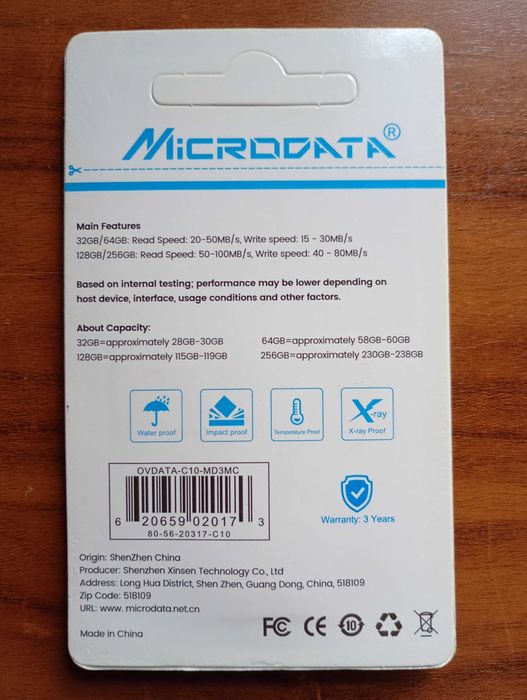 MICRODATA®
Main Features
32GB/64GB: Read Speed: 20-50MB/s, Write speed: 15 - 30MB/s
128GB/256GB: Read Speed: 50-100MB/s, Write speed: 40 - 80MB/s
Based on internal testing; performance may be lower depending on
host device, interface, usage conditions and other factors.
About Capacity:
32GB=approximately 28GB-30GB 64GB=approximately 58GB-60GB
128GB=approximately 115GB-119GB 256GB=approximately 230GB-238GB
Water proof Impact proof Temperature Proof X-ray X-ray Proof
OVDATA-C10-MD3MC
6 20659 02017 3
80-56-20317-C10
Warranty: 3 Years
Origin: ShenZhen China
Producer: Shenzhen Xinsen Technology Co., Ltd
Address: Long Hua District, Shen Zhen, Guang Dong, China, 518109
Zip Code: 518109
URL: www. microdata.net.cn
Made in China
FC CE 10